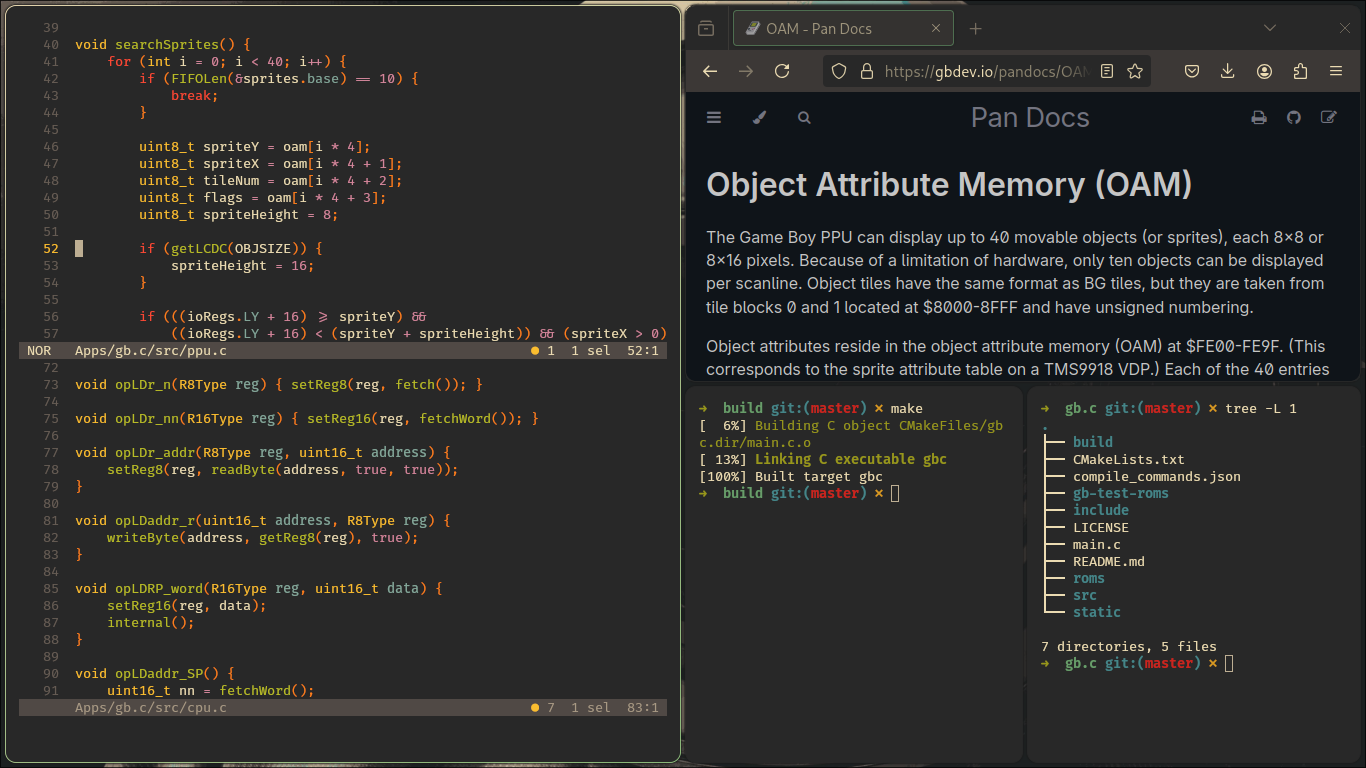 39
40 void searchSprites() {
41 for (int i = 0; i < 40; i++) {
42 if (FIFOLen(&sprites.base) == 10) {
43 break;
44 }
45
46 uint8_t spriteY = oam[i * 4];
47 uint8_t spriteX = oam[i * 4 + 1];
48 uint8_t tileNum = oam[i * 4 + 2];
49 uint8_t flags = oam[i * 4 + 3];
50 uint8_t spriteHeight = 8;
51
52 if (getLCDC(OBJSIZE)) {
53 spriteHeight = 16;
54 }
55
56 if (((ioRegs.LY + 16) >= spriteY) &&
57 ((ioRegs.LY + 16) < (spriteY + spriteHeight)) && (spriteX > 0)
NOR Apps/gb.c/src/ppu.c ● 1 1 sel 52:1
72
73 void opLDr_n(R8Type reg) { setReg8(reg, fetch()); }
74
75 void opLDr_nn(R16Type reg) { setReg16(reg, fetchWord()); }
76
77 void opLDr_addr(R8Type reg, uint16_t address) {
78 setReg8(reg, readByte(address, true, true));
79 }
80
81 void opLDaddr_r(uint16_t address, R8Type reg) {
82 writeByte(address, getReg8(reg), true);
83 }
84
85 void opLDRP_word(R16Type reg, uint16_t data) {
86 setReg16(reg, data);
87 internal();
88 }
89
90 void opLDaddr_SP() {
91 uint16_t nn = fetchWord();
Apps/gb.c/src/cpu.c ● 7 1 sel 83:1
OAM - Pan Docs
https://gbdev.io/pandocs/OAM
Pan Docs
Object Attribute Memory (OAM)
The Game Boy PPU can display up to 40 movable objects (or sprites), each 8×8 or
8×16 pixels. Because of a limitation of hardware, only ten objects can be displayed
per scanline. Object tiles have the same format as BG tiles, but they are taken from
tile blocks 0 and 1 located at $8000-8FFF and have unsigned numbering.
Object attributes reside in the object attribute memory (OAM) at $FE00-FE9F. (This
corresponds to the sprite attribute table on a TMS9918 VDP.) Each of the 40 entries
→ build git:(master) × make
[ 6%] Building C object CMakeFiles/gb
c.dir/main.c.o
[ 13%] Linking C executable gbc
[100%] Built target gbc
→ build git:(master) ×
→ gb.c git:(master) × tree -L 1
.
├── build
├── CMakeLists.txt
├── compile_commands.json
├── gb-test-roms
├── include
├── LICENSE
├── main.c
├── README.md
├── roms
├── src
└── static
7 directories, 5 files
→ gb.c git:(master) ×